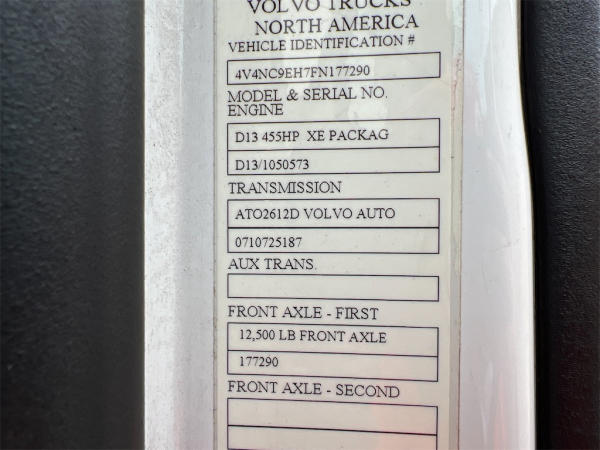 VOLVO TRUCKS
NORTH AMERICA
VEHICLE IDENTIFICATION #
4V4NC9EH7FN177290
MODEL & SERIAL NO.
ENGINE
D13 455HP XE PACKAG
D13/1050573
TRANSMISSION
ATO2612D VOLVO AUTO
0710725187
AUX TRANS.
FRONT AXLE - FIRST
12,500 LB FRONT AXLE
177290
FRONT AXLE - SECOND